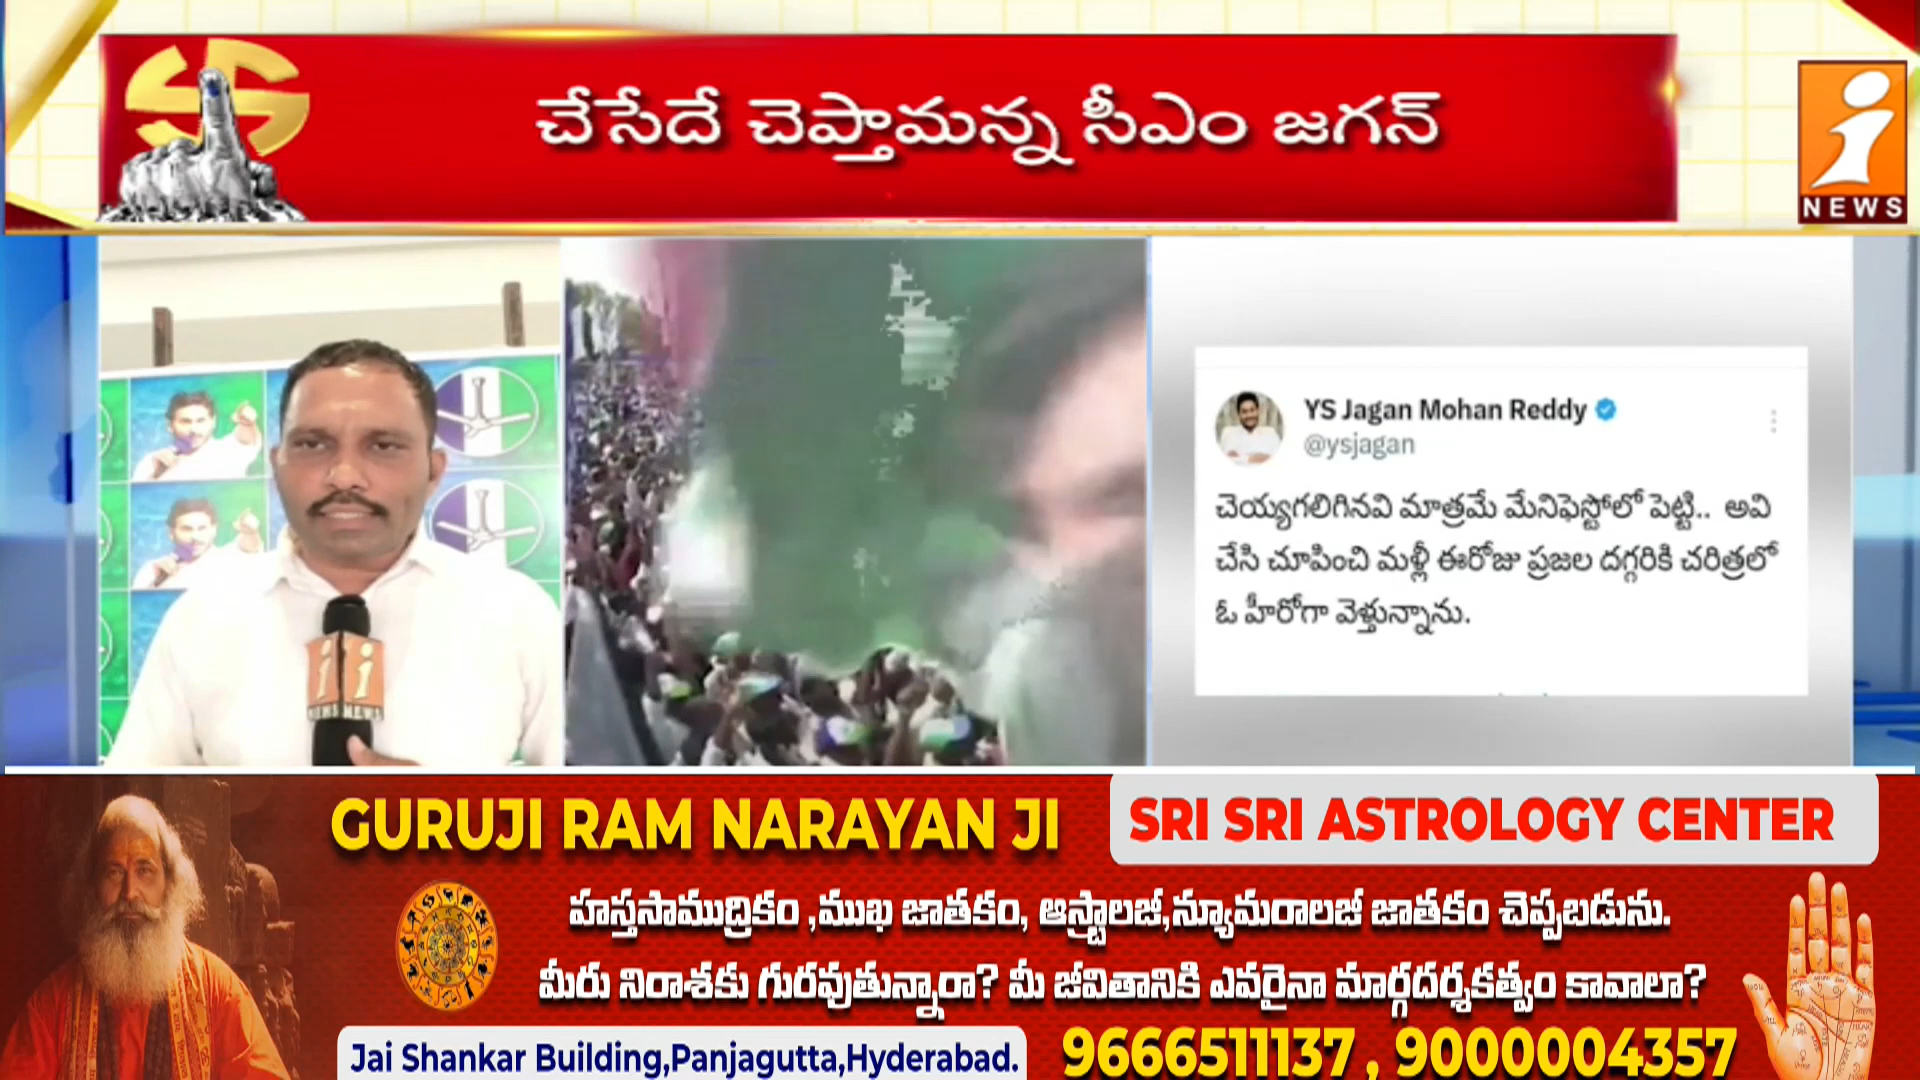 చేసేదే చెప్తామన్న సీఎం జగన్
i
NEWS
YS Jagan Mohan Reddy
@ysjagan
చెయ్యగలిగినవి మాత్రమే మేనిఫెస్టోలో పెట్టి.. అవి
చేసి చూపించి మళ్లీ ఈరోజు ప్రజల దగ్గరికి చరిత్రలో
ఓ హీరోగా వెళ్తున్నాను.
i i
NEWS NEWS
GURUJI RAM NARAYAN JI
SRI SRI ASTROLOGY CENTER
హస్తసాముద్రికం ,ముఖ జాతకం, ఆస్ట్రాలజీ,న్యూమరాలజీ జాతకం చెప్పబడును.
మీరు నిరాశకు గురవుతున్నారా? మీ జీవితానికి ఎవరైనా మార్గదర్శకత్వం కావాలా?
Jai Shankar Building,Panjagutta,Hyderabad.
9666511137 , 9000004357